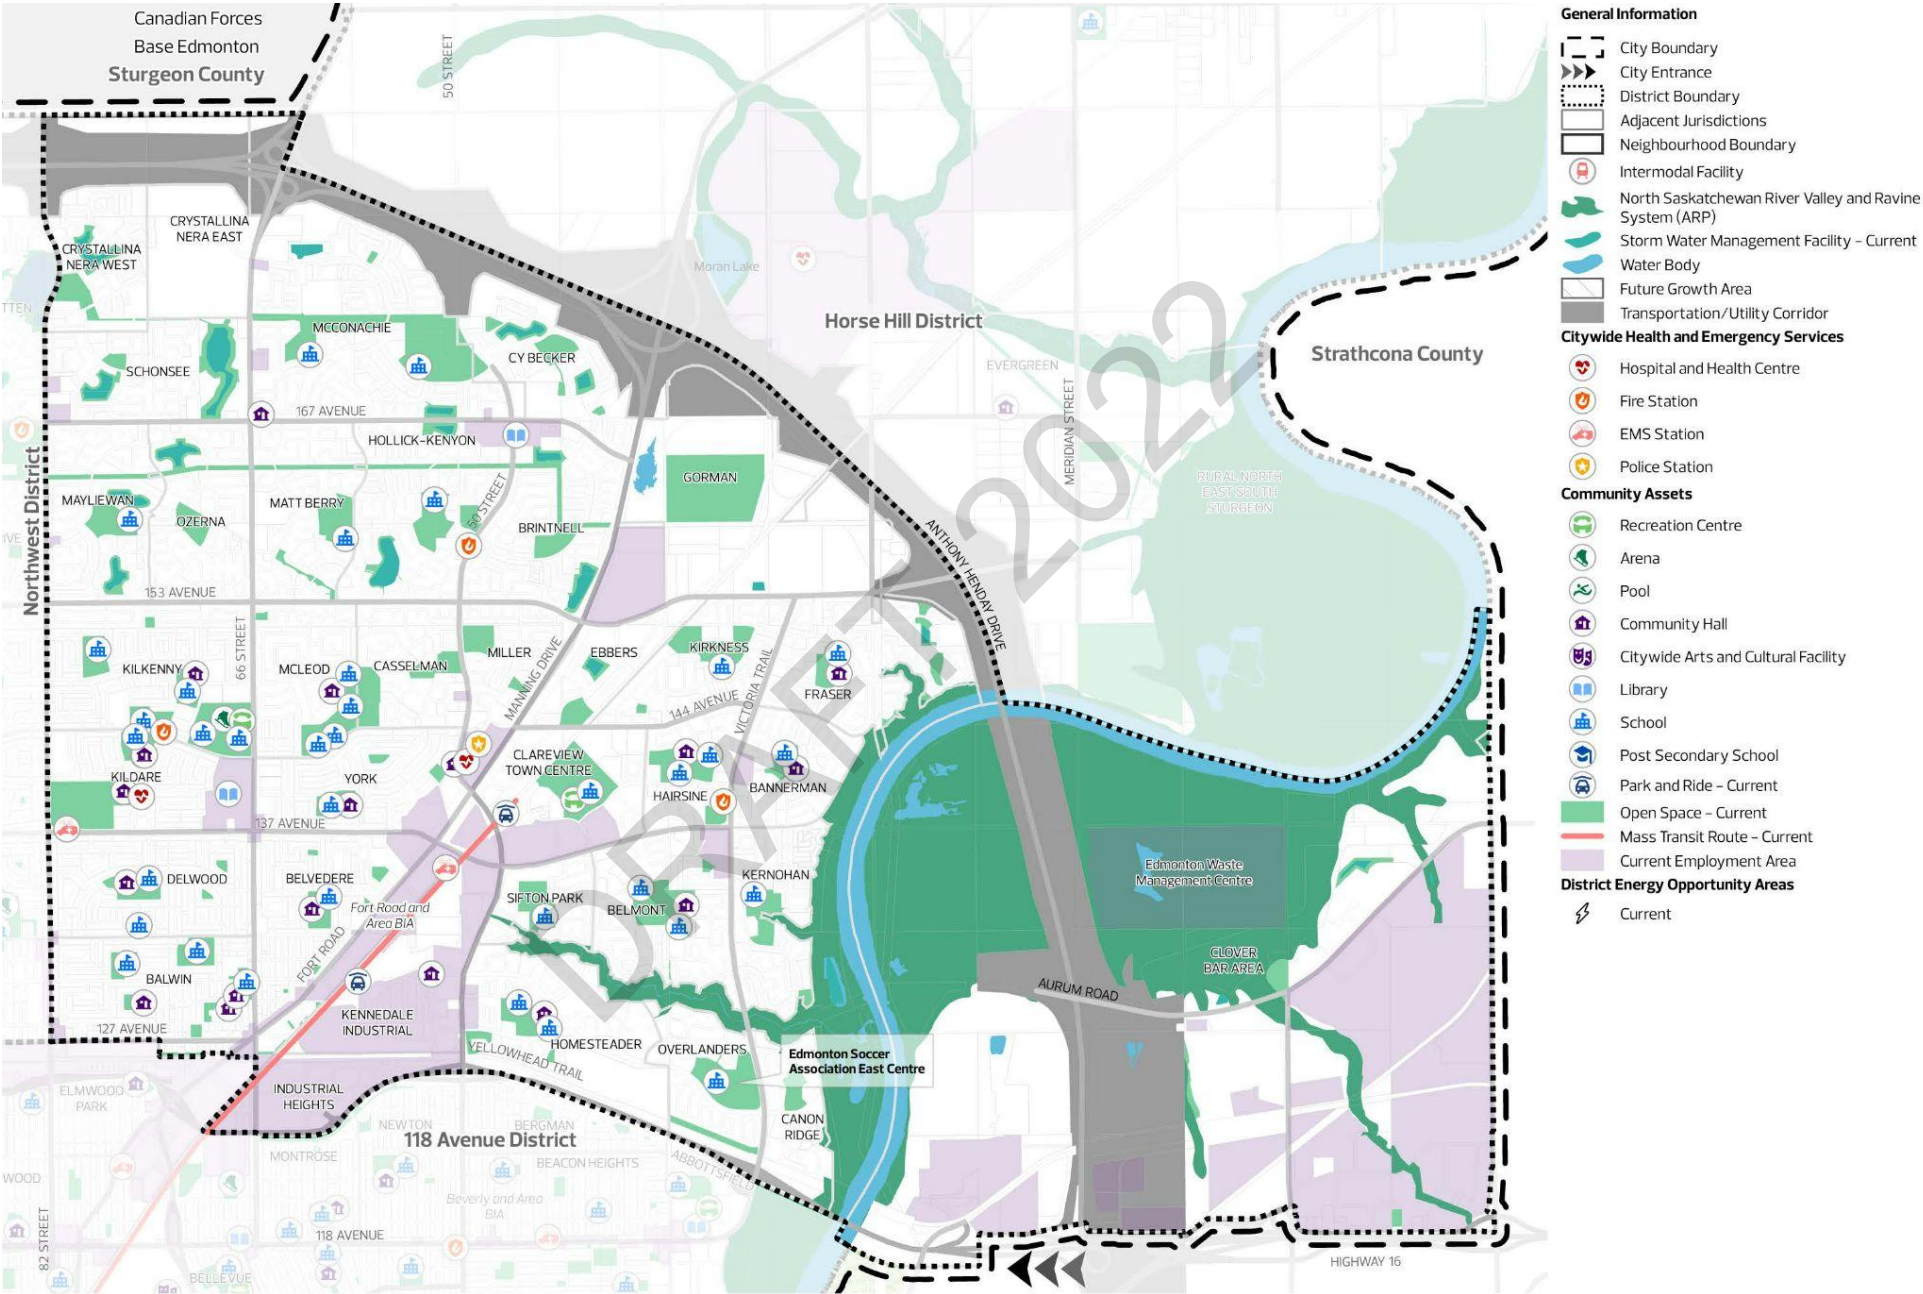 Canadian Forces
Base Edmonton
Sturgeon County
50 STREET
CRYSTALLINA
NERA EAST
CRYSTALLINA
NERA WEST
Moran Lake
TTEN
Horse Hill District
MCCONACHIE
CY BECKER
SCHONSEE
EVERGREEN
Strathcona County
MERIDIAN STREET
167 AVENUE
HOLLICK-KENYON
GORMAN
RURAL NORTH
EAST SOUTH
STURGEON
Northwest District
MAYLIEWAN
OZERNA
MATT BERRY
50 STREET
BRINTNELL
ANTHONY HENDAY DRIVE
IVE
153 AVENUE
66 STREET
KILKENNY
MCLEOD
CASSELMAN
MILLER
MANNING DRIVE
EBBERS
KIRKNESS
VICTORIA TRAIL
144 AVENUE
FRASER
CLAREVIEW
TOWN CENTRE
KILDARE
YORK
HAIRSINE
BANNERMAN
137 AVENUE
DELWOOD
BELVEDERE
Fort Road and
Area BIA
FORT ROAD
SIFTON PARK
BELMONT
KERNOHAN
Edmonton Waste
Management Centre
BALWIN
CLOVER
BAR AREA
AURUM ROAD
127 AVENUE
KENNEDALE
INDUSTRIAL
HOMESTEADER
OVERLANDERS
YELLOWHEAD TRAIL
Edmonton Soccer
Association East Centre
INDUSTRIAL
HEIGHTS
ELMWOOD
PARK
CANON
RIDGE
NEWTON
BERGMAN
118 Avenue District
MONTROSE
BEACON HEIGHTS
ABBOTTSFIELD
WOOD
Beverly and Area
BIA
82 STREET
118 AVENUE
BELLEVUE
HIGHWAY 16
DRAFT 2022
General Information
City Boundary
City Entrance
District Boundary
Adjacent Jurisdictions
Neighbourhood Boundary
Intermodal Facility
North Saskatchewan River Valley and Ravine
System (ARP)
Storm Water Management Facility - Current
Water Body
Future Growth Area
Transportation/Utility Corridor
Citywide Health and Emergency Services
Hospital and Health Centre
Fire Station
EMS Station
Police Station
Community Assets
Recreation Centre
Arena
Pool
Community Hall
Citywide Arts and Cultural Facility
Library
School
Post Secondary School
Park and Ride - Current
Open Space - Current
Mass Transit Route - Current
Current Employment Area
District Energy Opportunity Areas
Current